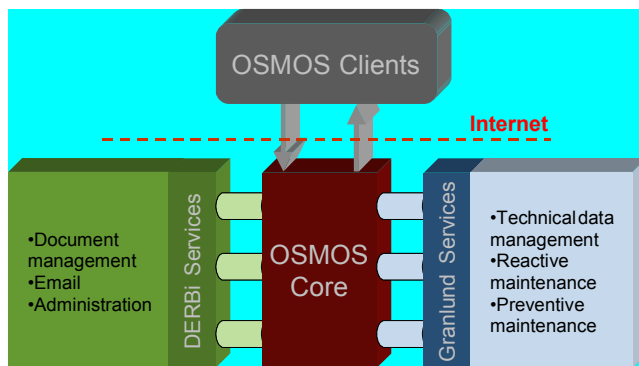 OSMOS Clients
Internet
•Document
management
•Email
•Administration
DERBi Services
OSMOS
Core
Granlund Services
•Technical data
management
•Reactive
maintenance
•Preventive
maintenance